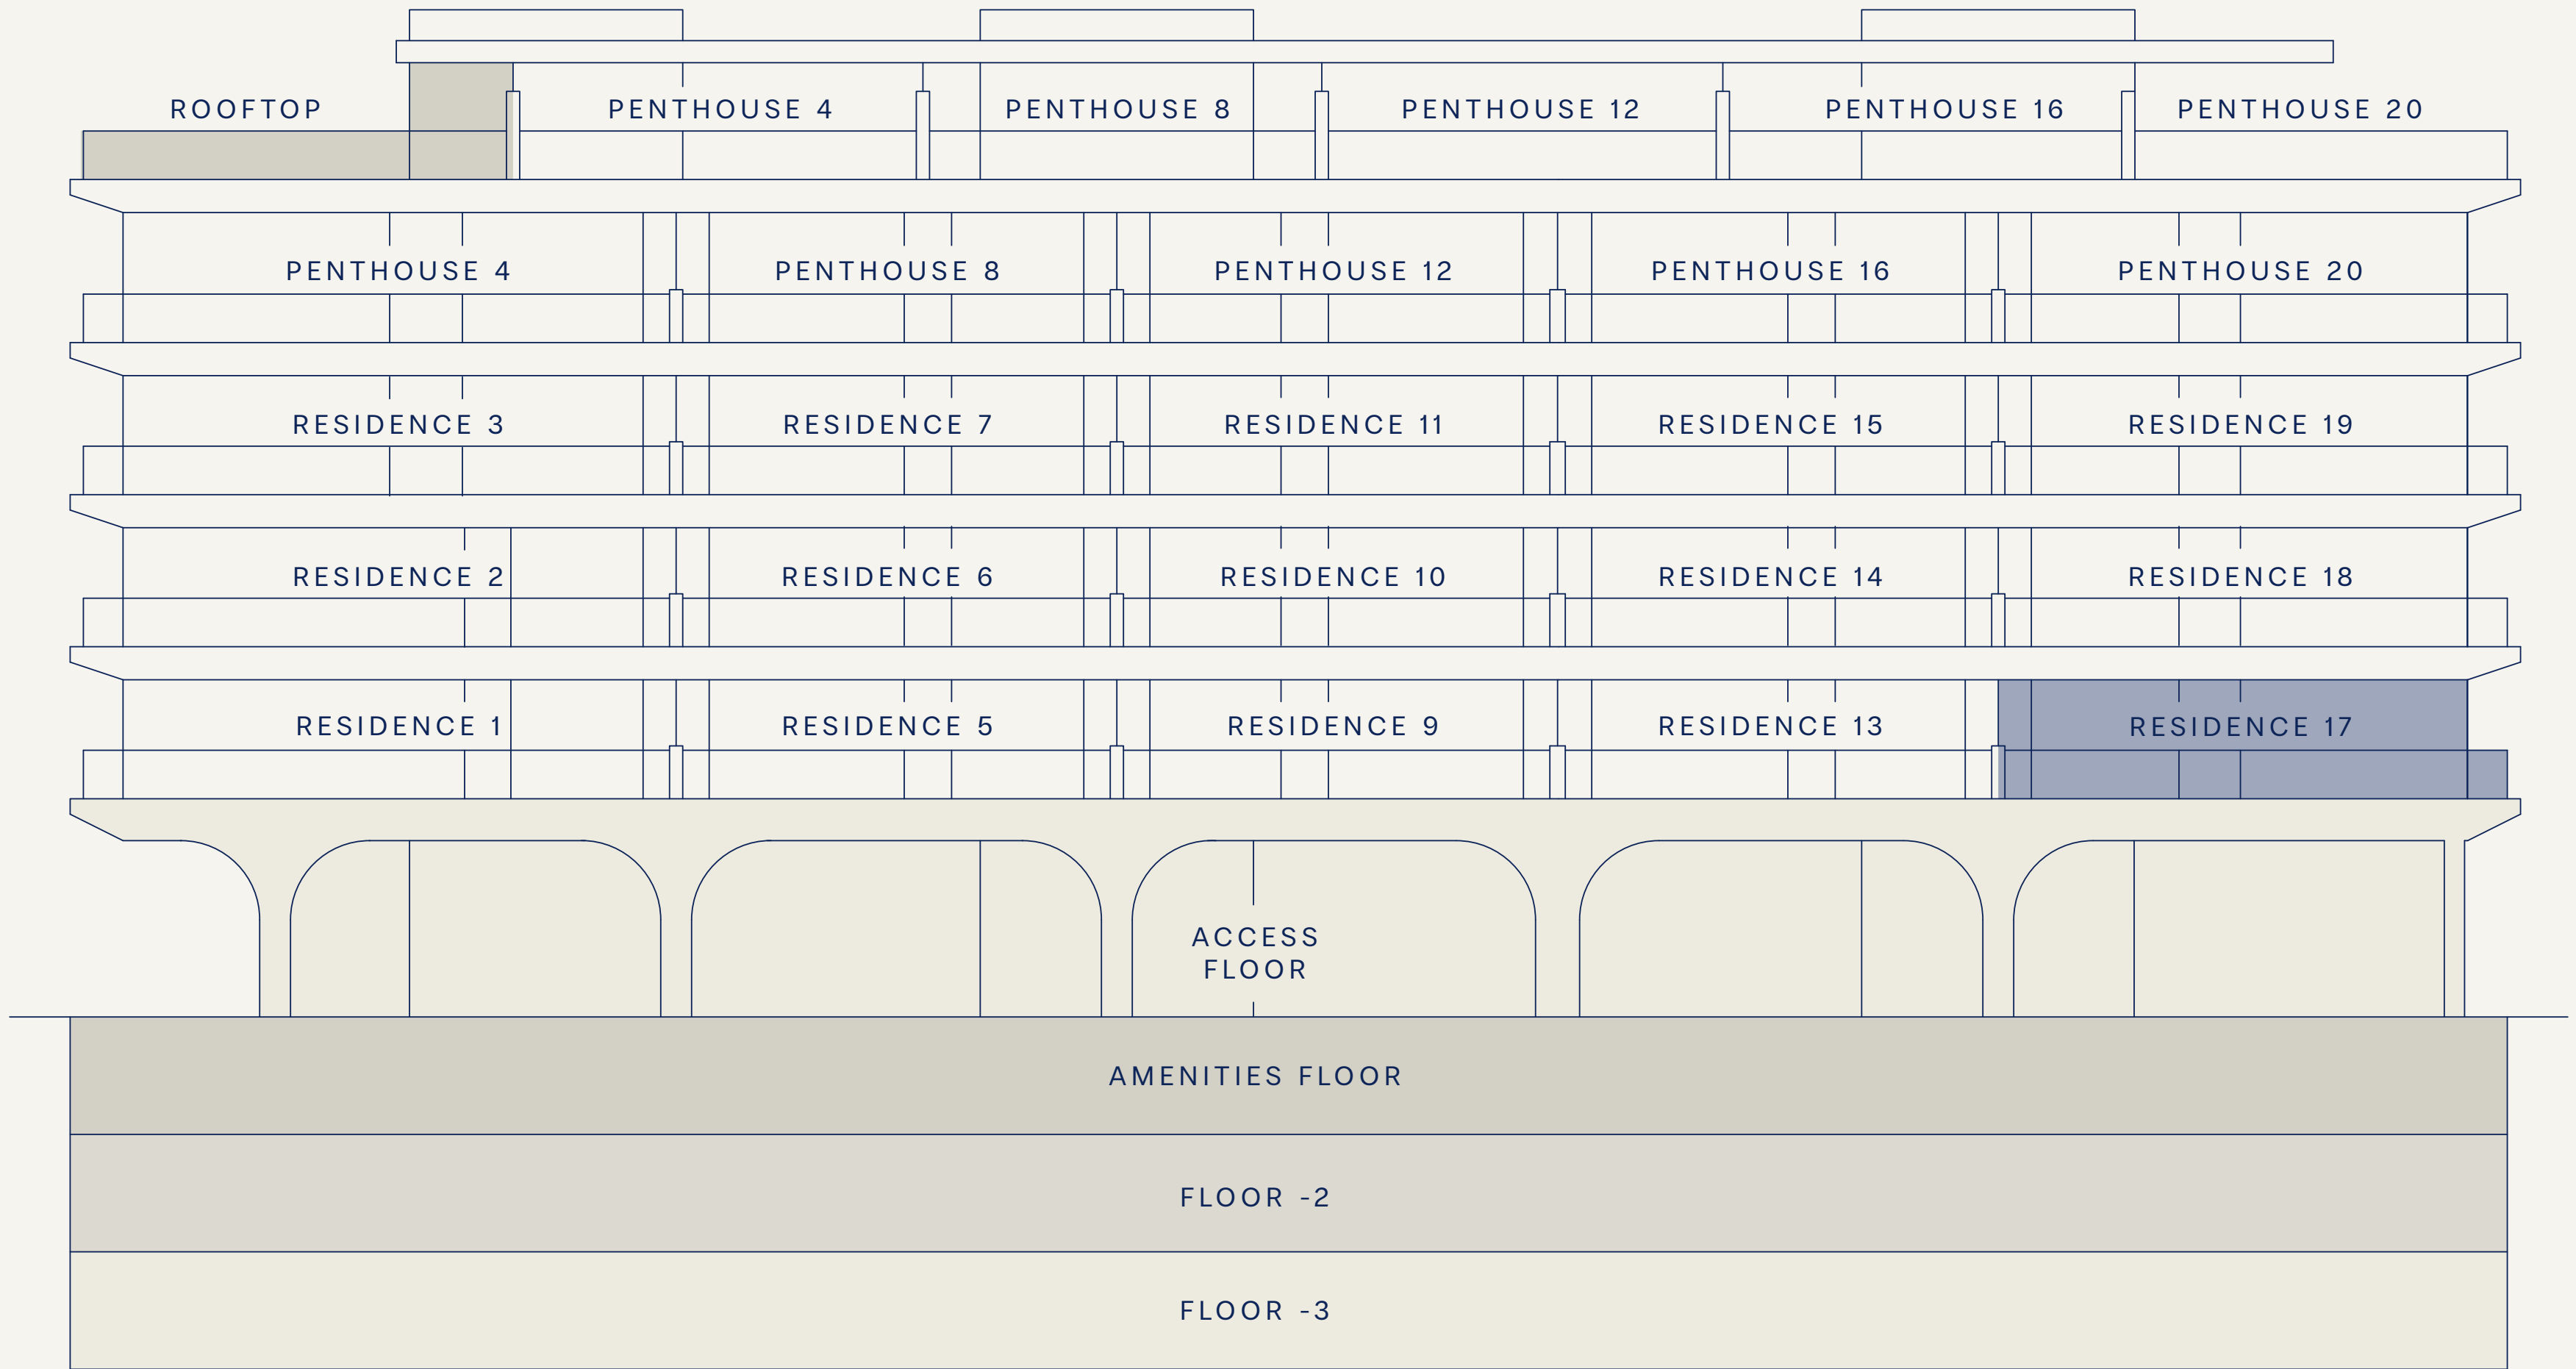 ROOFTOP
PENTHOUSE 4
PENTHOUSE 8
PENTHOUSE 12
PENTHOUSE 16
PENTHOUSE 20
PENTHOUSE 4
PENTHOUSE 8
PENTHOUSE 12
PENTHOUSE 16
PENTHOUSE 20
RESIDENCE 3
RESIDENCE 7
RESIDENCE 11
RESIDENCE 15
RESIDENCE 19
RESIDENCE 2
RESIDENCE 6
RESIDENCE 10
RESIDENCE 14
RESIDENCE 18
RESIDENCE 1
RESIDENCE 5
RESIDENCE 9
RESIDENCE 13
RESIDENCE 17
ACCESS
FLOOR
AMENITIES FLOOR
FLOOR -2
FLOOR -3